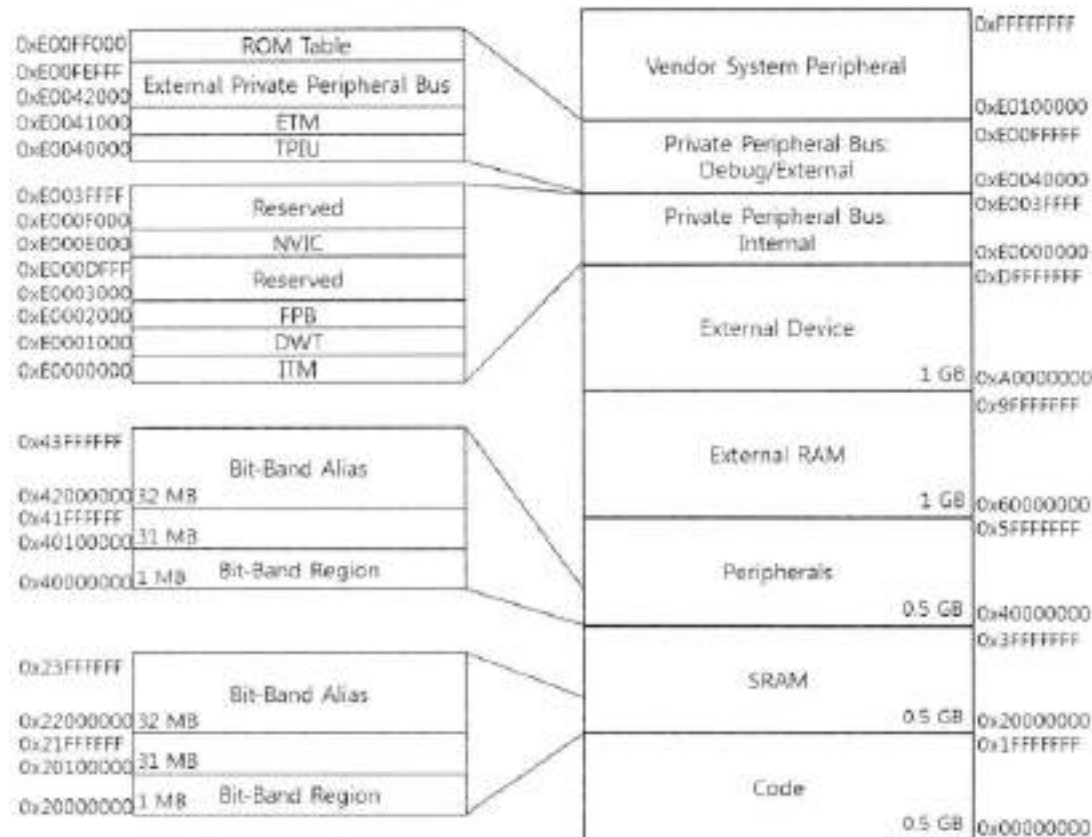 0xE00FF000
ROM Table
0xE00FEFFF
0xE0042000
External Private Peripheral Bus
0xE0041000
ETM
0xE0040000
TPIU
0xE003FFFF
Reserved
0xE000F000
0xE000E000
NVIC
0xE000DFFF
Reserved
0xE0003000
0xE0002000
FPB
0xE0001000
DWT
0xE0000000
ITM
0x43FFFFFF
Bit-Band Alias
0x42000000 32 MB
0x41FFFFFF
0x40100000 31 MB
0x40000000 1 MB Bit-Band Region
0x23FFFFFF
Bit-Band Alias
0x22000000 32 MB
0x21FFFFFF
0x20100000 31 MB
0x20000000 1 MB Bit-Band Region
0xFFFFFFFF
Vendor System Peripheral
0xE0100000
0xE00FFFFF
Private Peripheral Bus:
Debug/External
0xE0040000
0xE003FFFF
Private Peripheral Bus:
Internal
0xE0000000
0xDFFFFFFF
External Device
1 GB 0xA0000000
0x9FFFFFFF
External RAM
1 GB 0x60000000
0x5FFFFFFF
Peripherals
0.5 GB 0x40000000
0x3FFFFFFF
SRAM
0.5 GB 0x20000000
0x1FFFFFFF
Code
0.5 GB 0x00000000